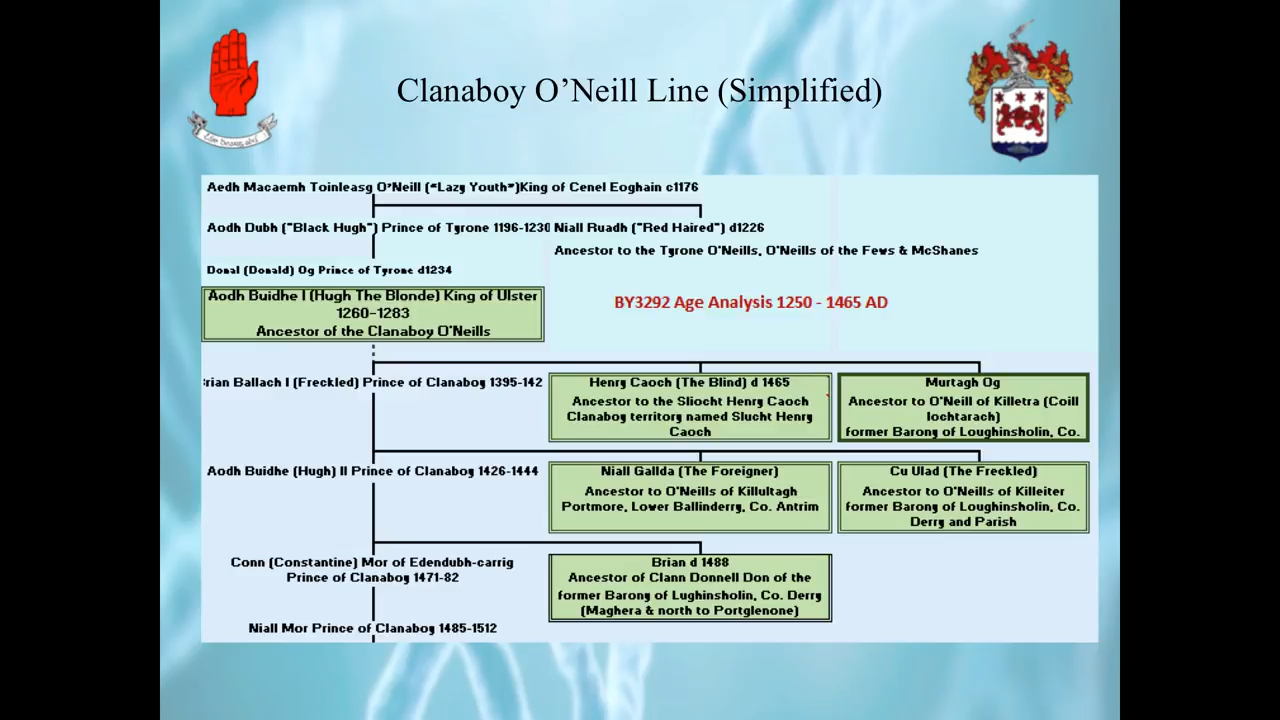 Clanaboy O’Neill Line (Simplified)
Aedh Macaemh Toinleasg O'Neill ("Lazy Youth")King of Cenel Eoghain c1176
Aodh Dubh ("Black Hugh") Prince of Tyrone 1196-1230 Niall Ruadh ("Red Haired") d1226
Ancestor to the Tyrone O'Neills, O'Neills of the Fews & McShanes
Donal (Donald) Og Prince of Tyrone d1234
Aodh Buidhe I (Hugh The Blonde) King of Ulster
1260-1283
Ancestor of the Clanaboy O'Neills
BY3292 Age Analysis 1250 - 1465 AD
rian Ballach I (Freckled) Prince of Clanaboy 1395-142
Henry Caoch (The Blind) d 1465
Ancestor to the Sliocht Henry Caoch
Clanaboy territory named Slucht Henry
Caoch
Murtagh Og
Ancestor to O'Neill of Killetra (Coill
Iochtarach)
former Barony of Loughinsholin, Co.
Aodh Buidhe (Hugh) II Prince of Clanaboy 1426-1444
Niall Gallda (The Foreigner)
Ancestor to O'Neills of Killultagh
Portmore, Lower Ballinderry, Co. Antrim
Cu Ulad (The Freckled)
Ancestor to O'Neills of Killeiter
former Barony of Loughinsholin, Co.
Derry and Parish
Conn (Constantine) Mor of Edendubh-carrig
Prince of Clanaboy 1471-82
Brian d 1488
Ancestor of Clann Donnell Don of the
former Barony of Lughinsholin, Co. Derry
(Maghera & north to Portglenone)
Niall Mor Prince of Clanaboy 1485-1512